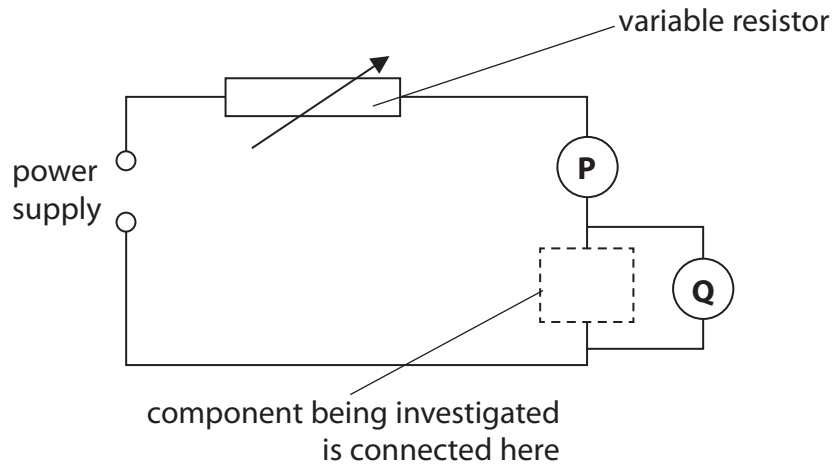 variable resistor
power
supply
P
Q
component being investigated
is connected here